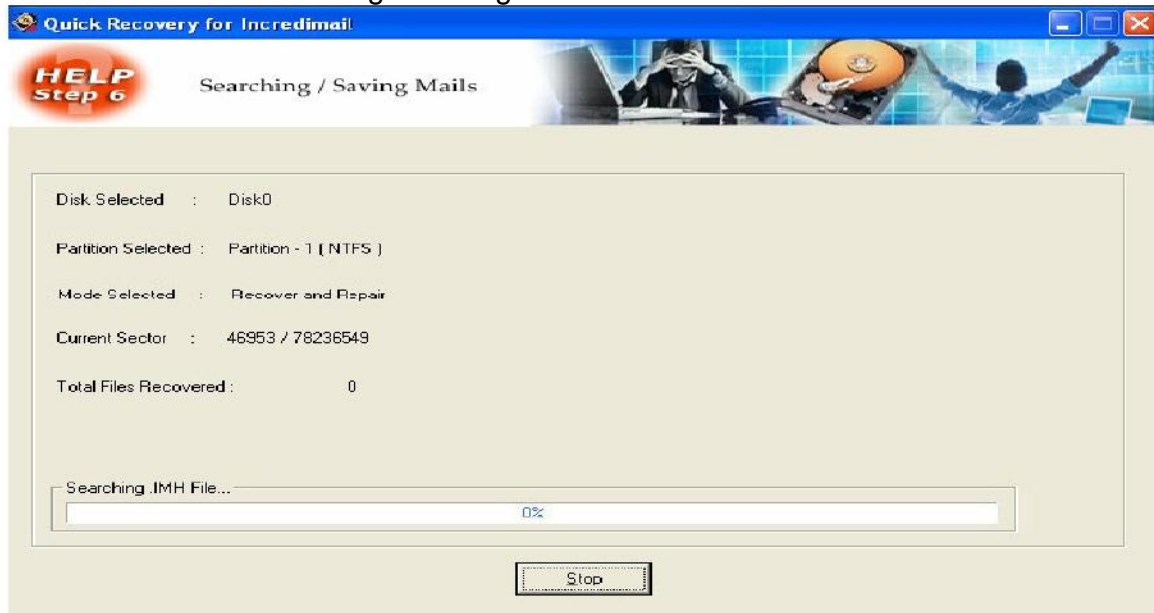 Quick Recovery for Incredimail
HELP
Step 6
Searching / Saving Mails
Disk Selected : Disk0
Partition Selected : Partition - 1 ( NTFS )
Mode Selected : Recover and Repair
Current Sector : 46953 / 78236549
Total Files Recovered : 0
Searching .IMH File...
0%
Stop